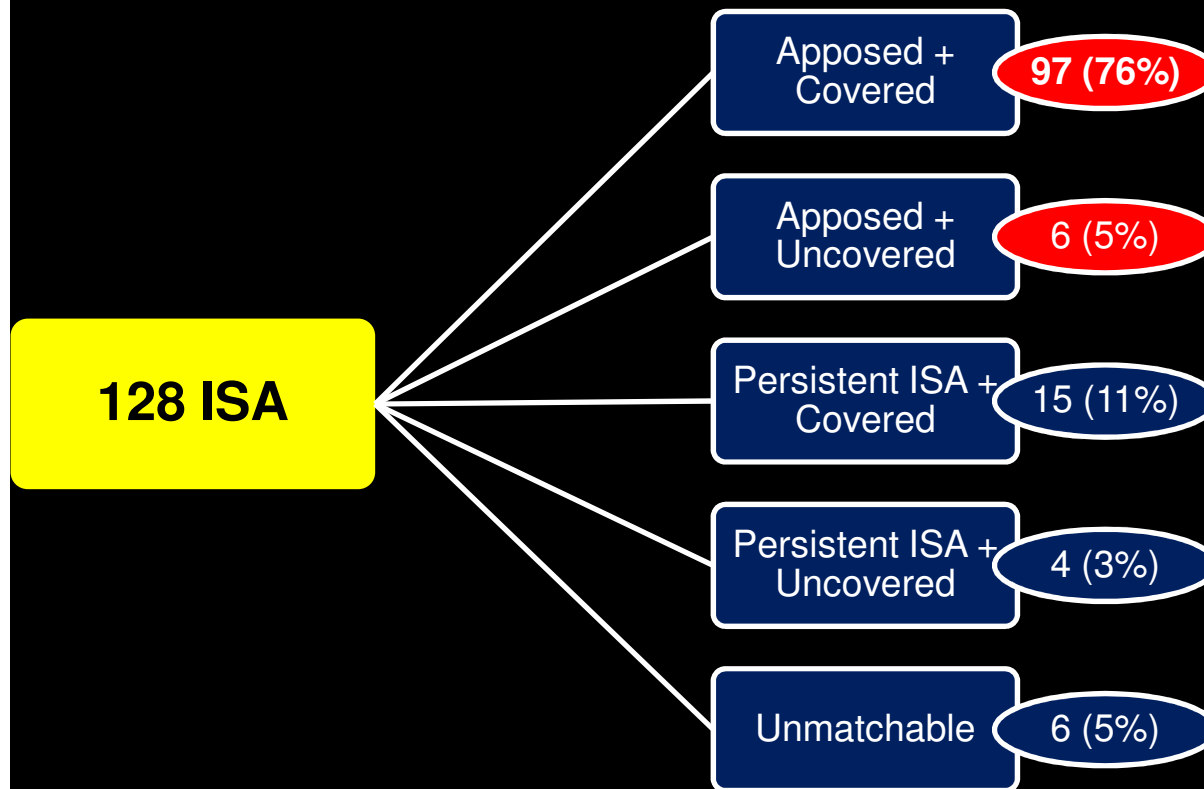 128 ISA
Apposed +
Covered
97 (76%)
Apposed +
Uncovered
6 (5%)
Persistent ISA +
Covered
15 (11%)
Persistent ISA +
Uncovered
4 (3%)
Unmatchable
6 (5%)